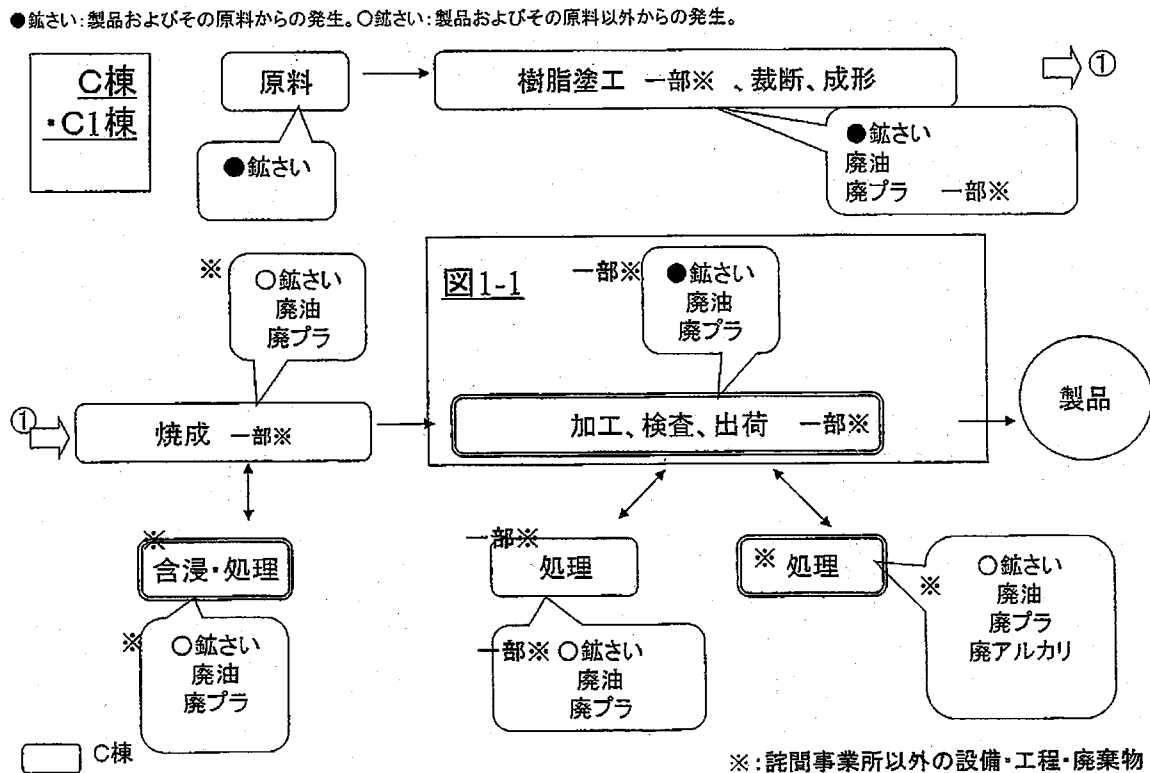 ●鉱さい：製品およびその原料からの発生。○鉱さい：製品およびその原料以外からの発生。
C棟
・C1棟
原料
樹脂塗工 一部※ 、裁断、成形
①
●鉱さい
●鉱さい
廃油
廃プラ 一部※
※
○鉱さい
廃油
廃プラ
図1-1
一部※
●鉱さい
廃油
廃プラ
①
焼成 一部※
加工、検査、出荷 一部※
製品
※
含浸・処理
一部※
処理
※ 処理
※
○鉱さい
廃油
廃プラ
廃アルカリ
※
○鉱さい
廃油
廃プラ
一部※ ○鉱さい
廃油
廃プラ
C棟
※：詫間事業所以外の設備・工程・廃棄物